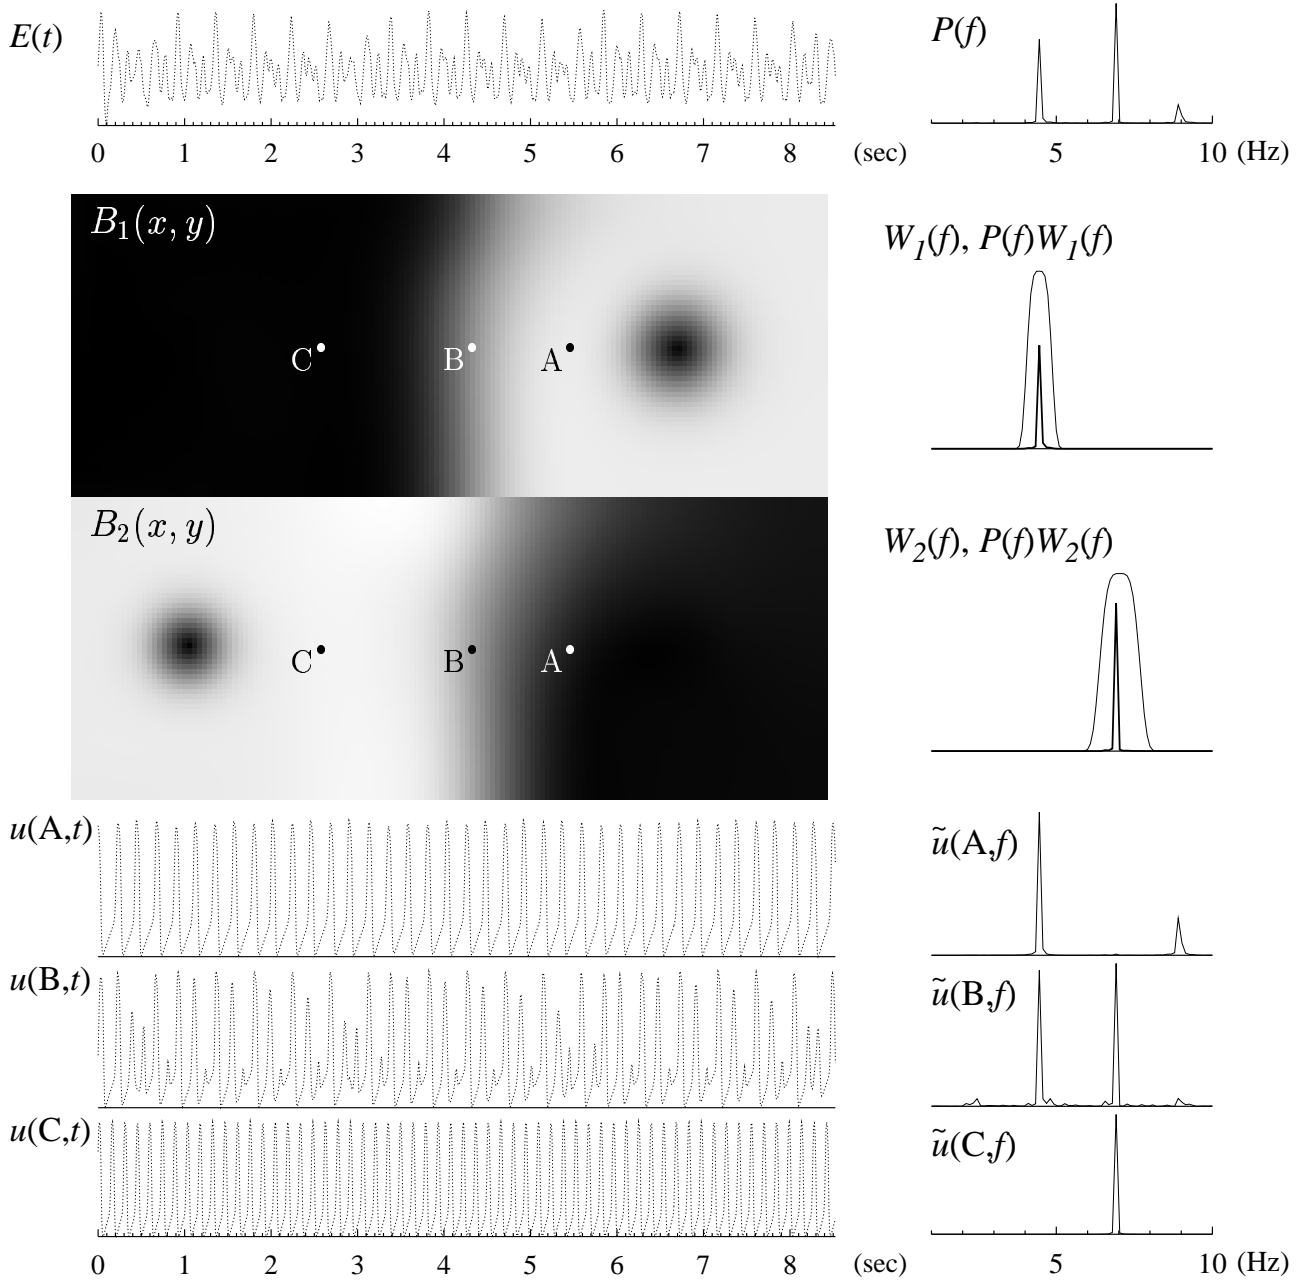 E(t)
P(f)
0 1 2 3 4 5 6 7 8 (sec)
5 10 (Hz)
B₁(x, y)
W₁(f), P(f)W₁(f)
C B A
B₂(x, y)
W₂(f), P(f)W₂(f)
C B A
u(A,t)
ũ(A,f)
u(B,t)
ũ(B,f)
u(C,t)
ũ(C,f)
0 1 2 3 4 5 6 7 8 (sec)
5 10 (Hz)